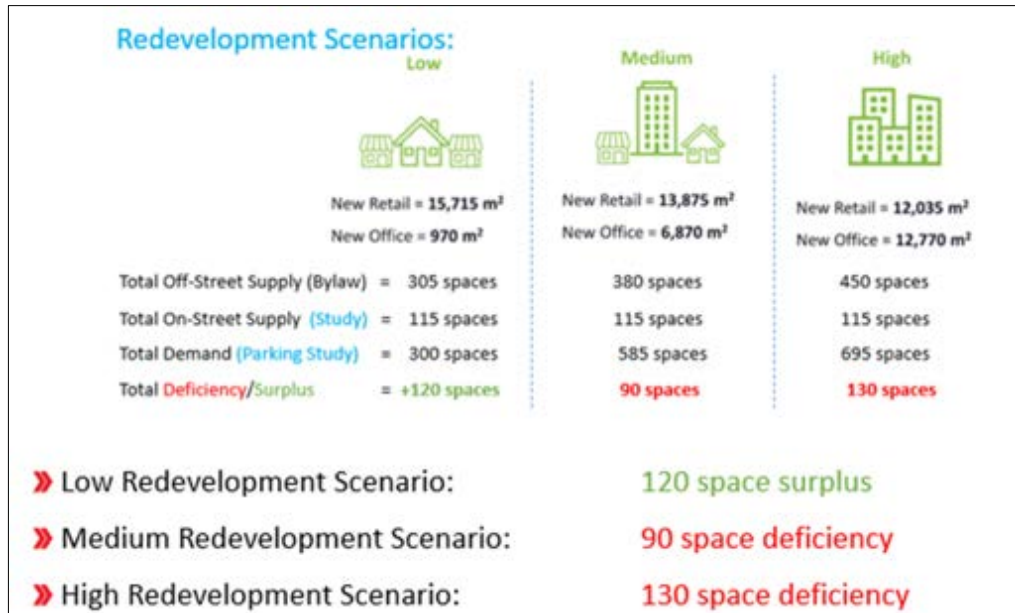 Redevelopment Scenarios:
Low
Medium
High
New Retail = 15,715 m²
New Office = 970 m²
New Retail = 13,875 m²
New Office = 6,870 m²
New Retail = 12,035 m²
New Office = 12,770 m²
Total Off-Street Supply (Bylaw) = 305 spaces 380 spaces 450 spaces
Total On-Street Supply (Study) = 115 spaces 115 spaces 115 spaces
Total Demand (Parking Study) = 300 spaces 585 spaces 695 spaces
Total Deficiency/Surplus = +120 spaces 90 spaces 130 spaces
» Low Redevelopment Scenario: 120 space surplus
» Medium Redevelopment Scenario: 90 space deficiency
» High Redevelopment Scenario: 130 space deficiency